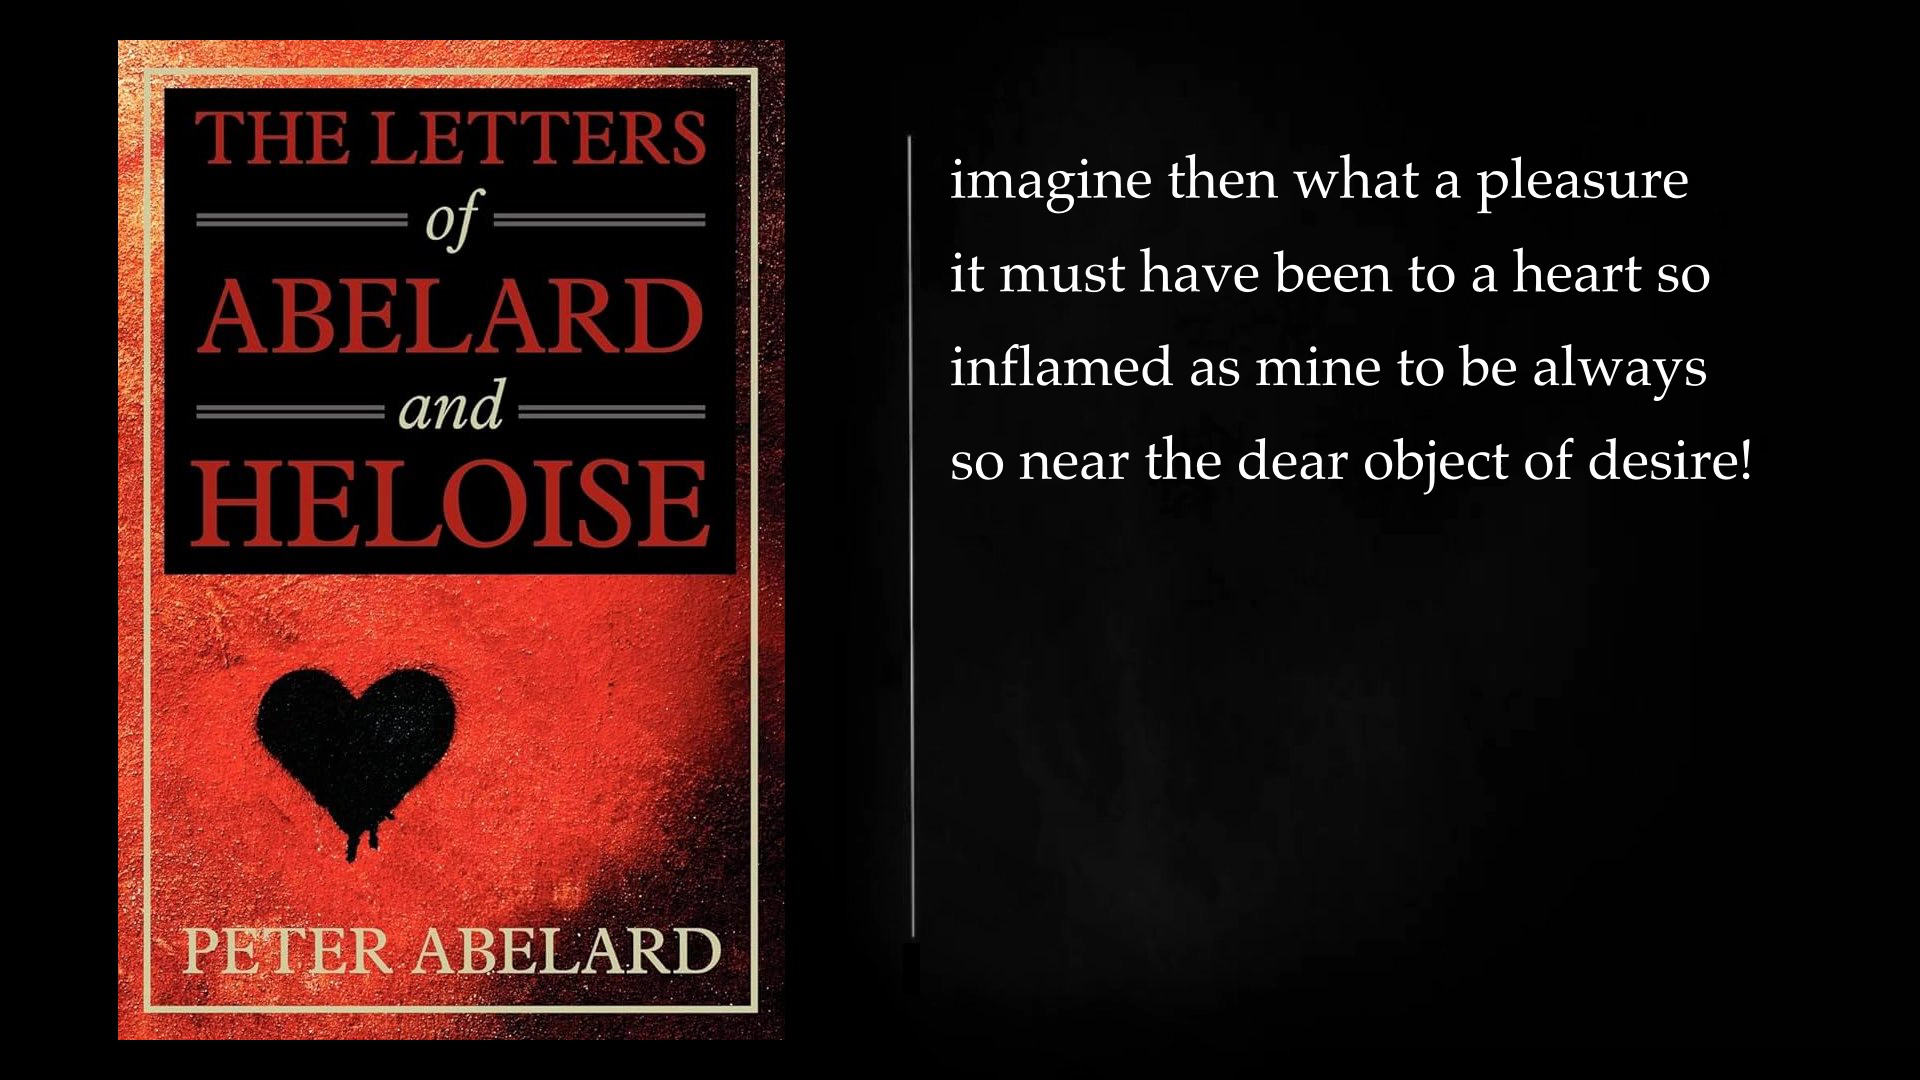 THE LETTERS
of
ABELARD
and
HELOISE
PETER ABELARD
imagine then what a pleasure
it must have been to a heart so
inflamed as mine to be always
so near the dear object of desire!